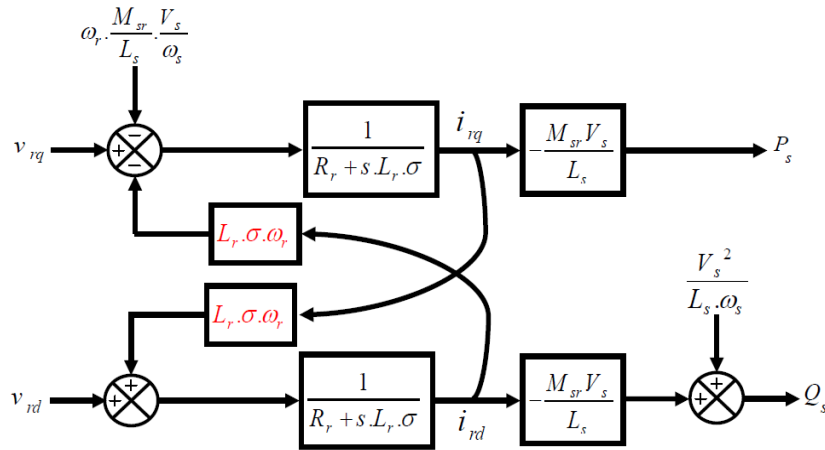 ω_r . M_sr/L_s . V_s/ω_s
v_rq + − − 1/(R_r + s.L_r.σ) i_rq −M_sr V_s/L_s P_s
L_r.σ.ω_r
L_r.σ.ω_r
V_s²/(L_s.ω_s)
v_rd + + 1/(R_r + s.L_r.σ) i_rd −M_sr V_s/L_s + + Q_s